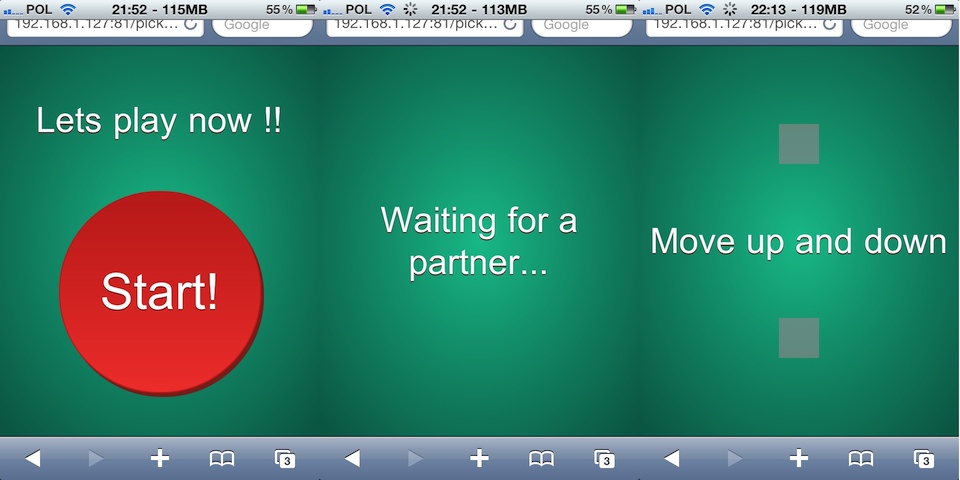 POL 21:52 - 115MB 55%
192.168.1.127:81/pick... Google
Lets play now !!
Start!
3
POL 21:52 - 113MB 55%
192.168.1.127:81/pick... Google
Waiting for a
partner...
3
POL 22:13 - 119MB 52%
192.168.1.127:81/pick... Google
Move up and down
3